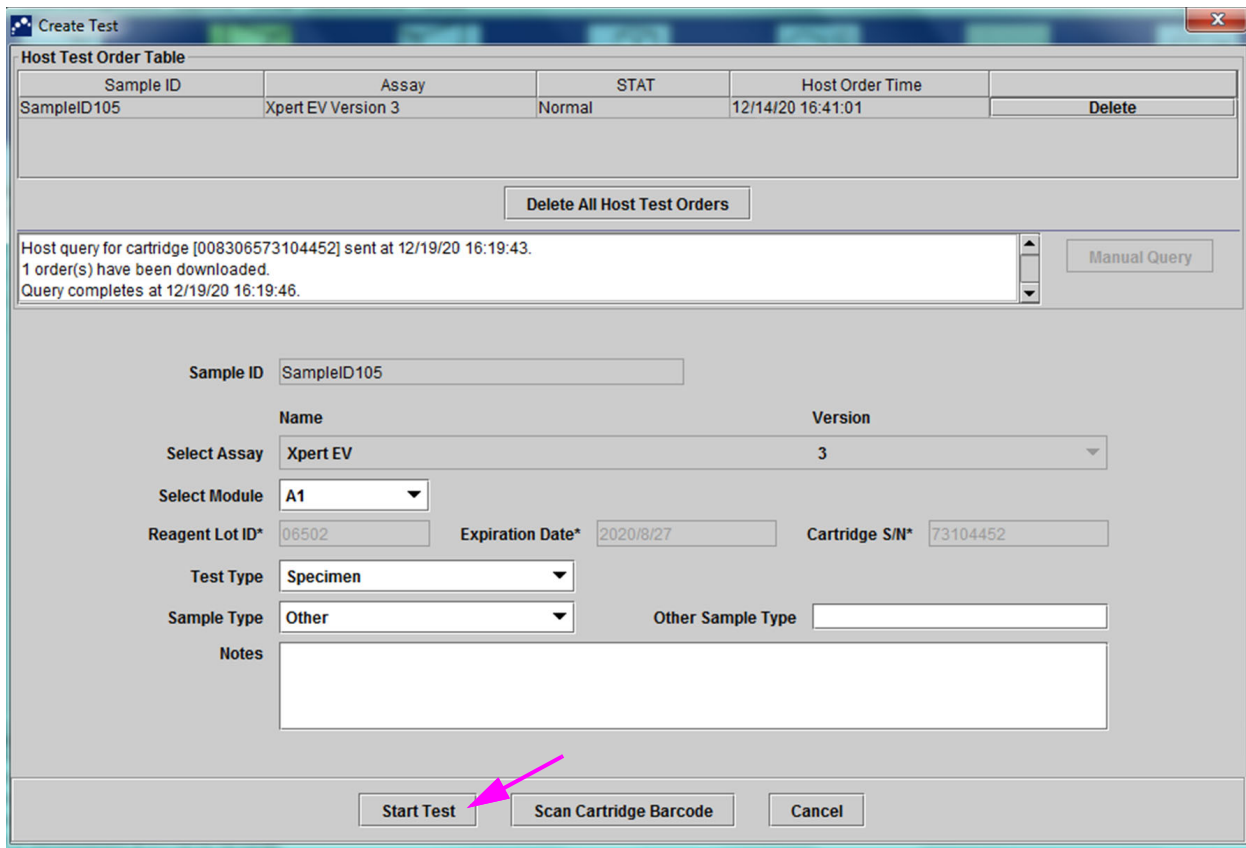 Create Test
Host Test Order Table
Sample ID Assay STAT Host Order Time
SampleID105 Xpert EV Version 3 Normal 12/14/20 16:41:01 Delete
Delete All Host Test Orders
Host query for cartridge [008306573104452] sent at 12/19/20 16:19:43.
1 order(s) have been downloaded.
Query completes at 12/19/20 16:19:46.
Manual Query
Sample ID SampleID105
Name Version
Select Assay Xpert EV 3
Select Module A1
Reagent Lot ID* 06502 Expiration Date* 2020/8/27 Cartridge S/N* 73104452
Test Type Specimen
Sample Type Other Other Sample Type
Notes
Start Test Scan Cartridge Barcode Cancel